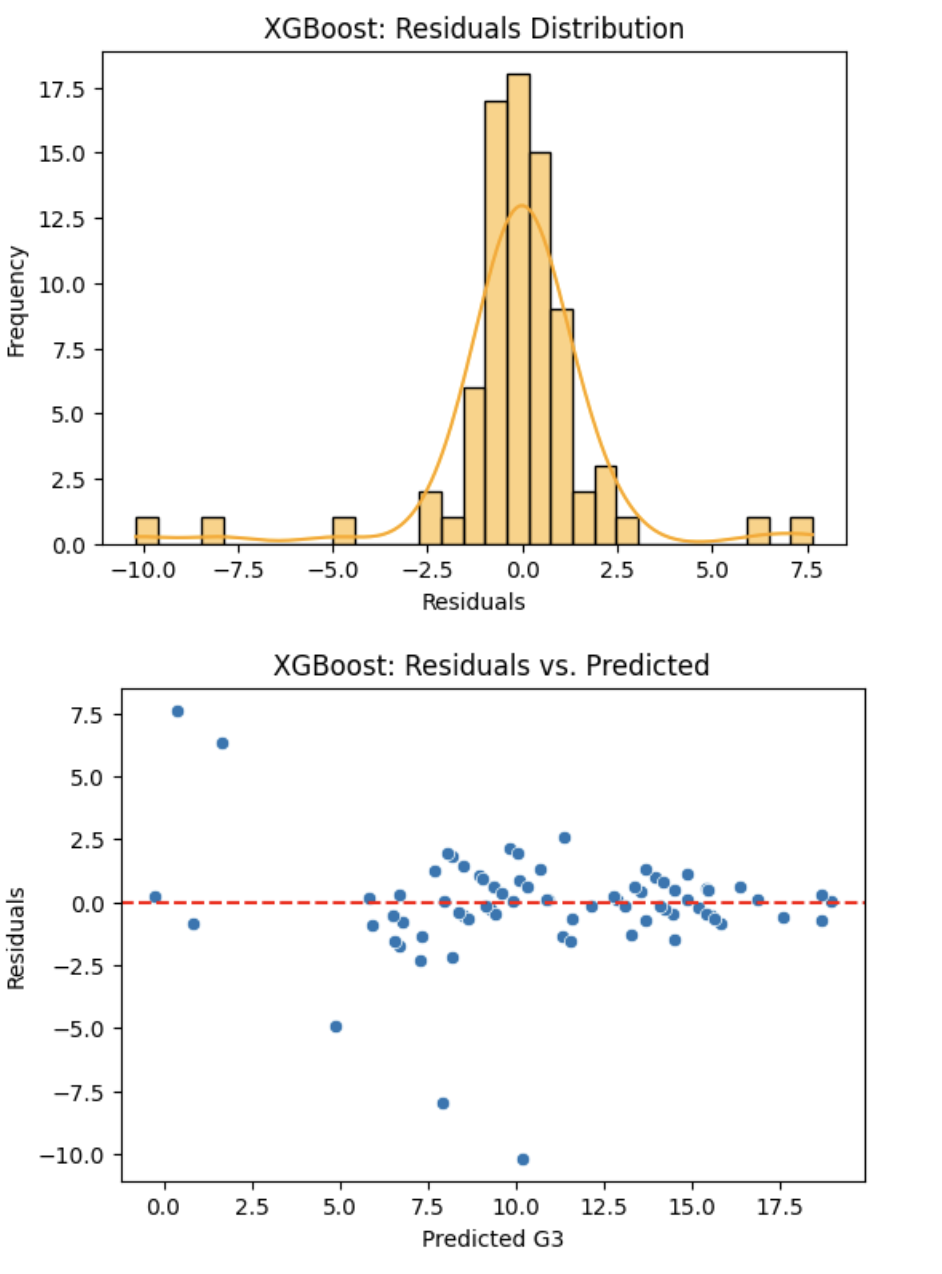 XGBoost: Residuals Distribution
17.5
15.0
12.5
10.0
7.5
5.0
2.5
0.0
Frequency
−10.0 −7.5 −5.0 −2.5 0.0 2.5 5.0 7.5
Residuals
XGBoost: Residuals vs. Predicted
7.5
5.0
2.5
0.0
−2.5
−5.0
−7.5
−10.0
Residuals
0.0 2.5 5.0 7.5 10.0 12.5 15.0 17.5
Predicted G3